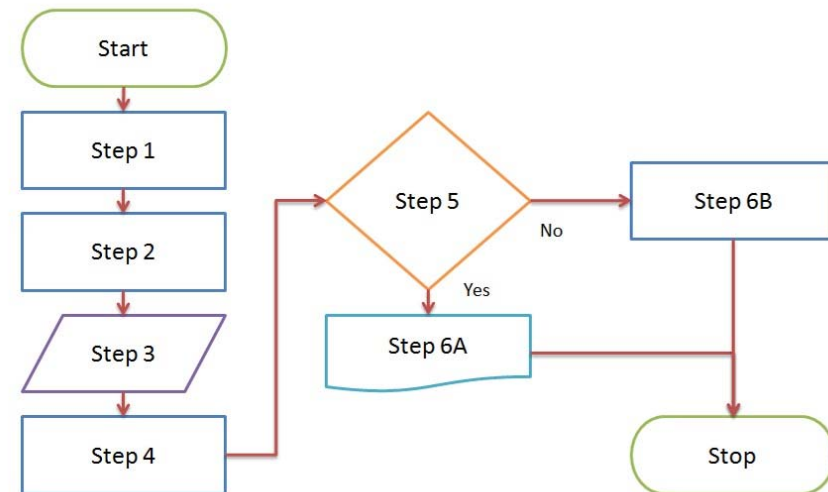 Start
Step 1
Step 2
Step 3
Step 4
Step 5
No
Yes
Step 6A
Step 6B
Stop